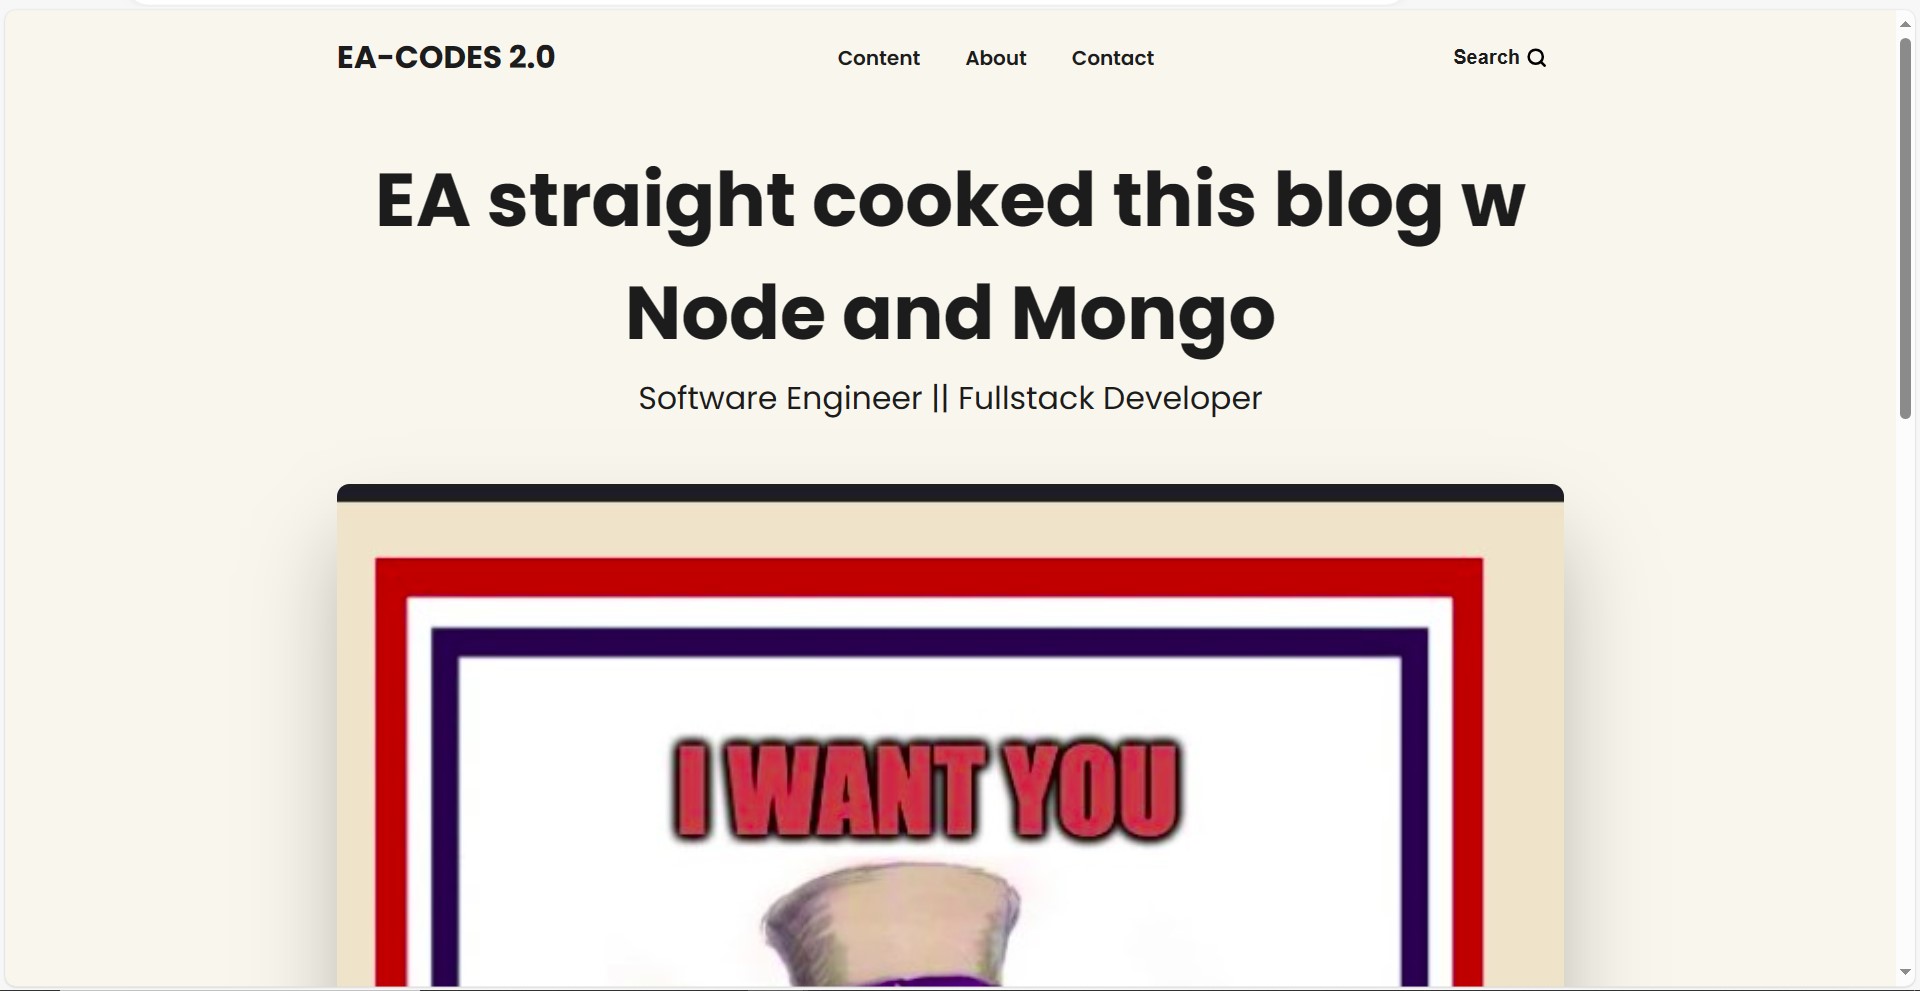 EA-CODES 2.0
Content About Contact
Search
EA straight cooked this blog w
Node and Mongo
Software Engineer || Fullstack Developer
I WANT YOU